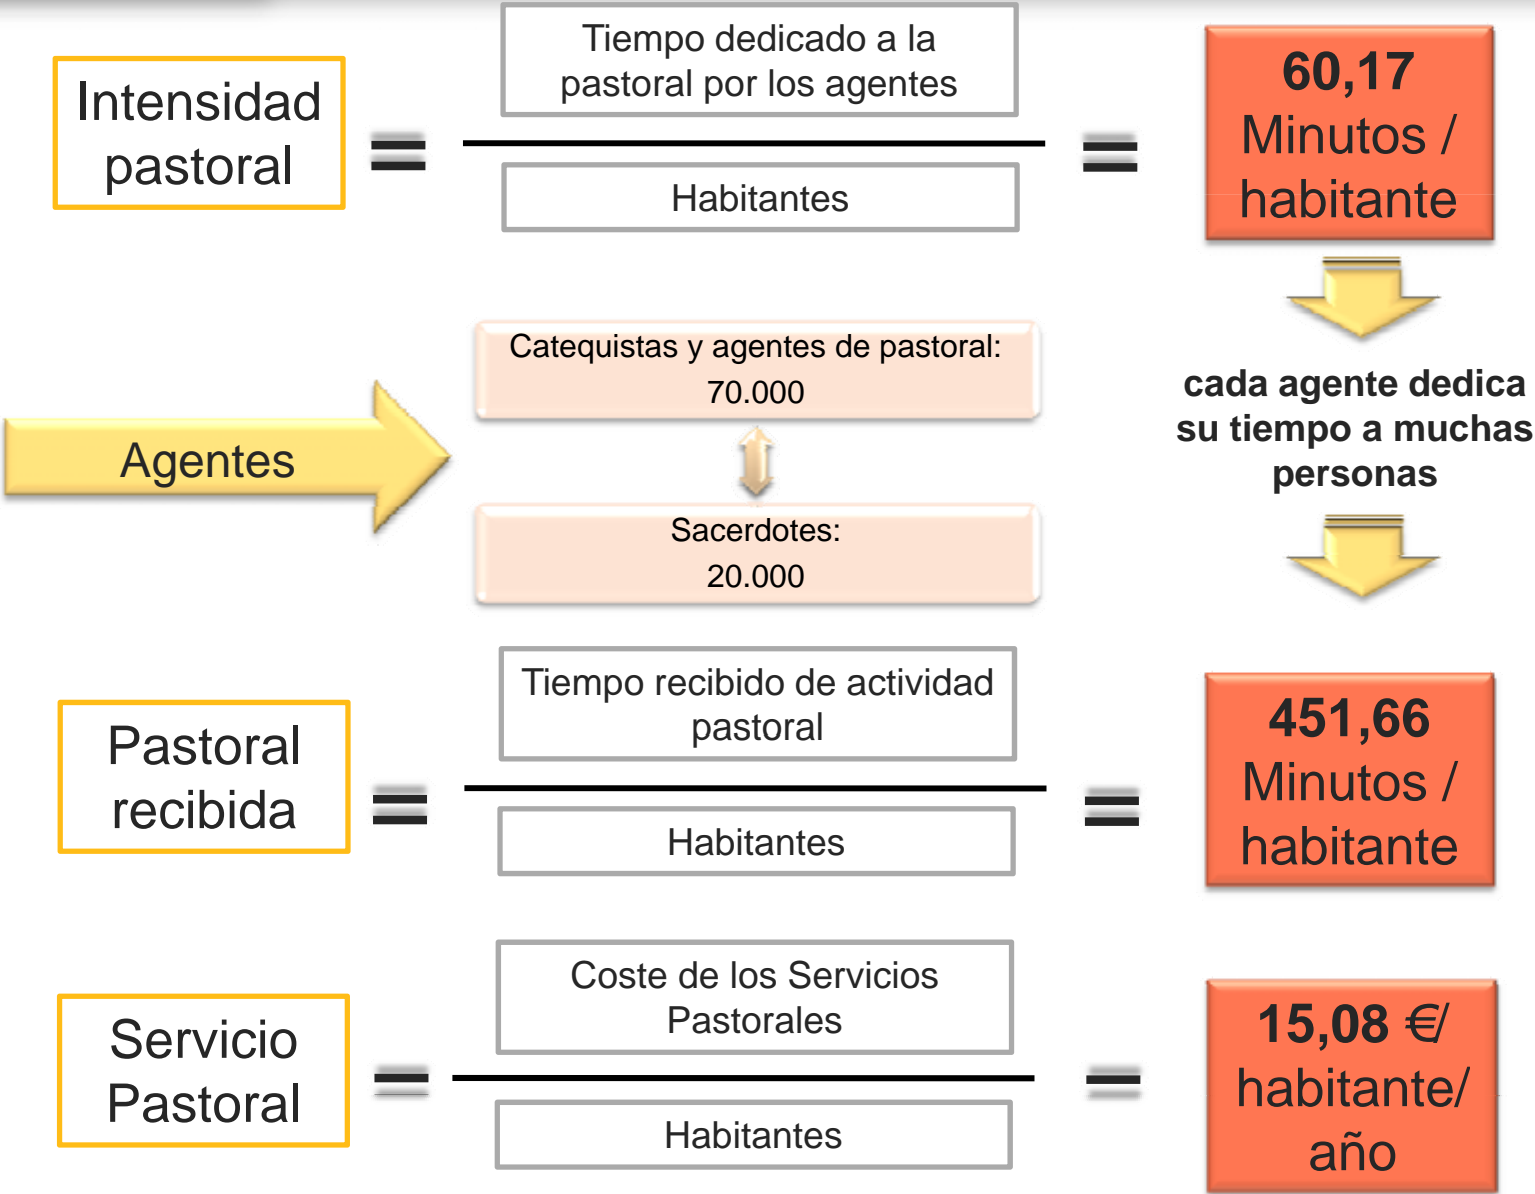 Intensidad
pastoral
=
Tiempo dedicado a la
pastoral por los agentes
Habitantes
=
60,17
Minutos /
habitante
Agentes
Catequistas y agentes de pastoral:
70.000
Sacerdotes:
20.000
cada agente dedica
su tiempo a muchas
personas
Pastoral
recibida
=
Tiempo recibido de actividad
pastoral
Habitantes
=
451,66
Minutos /
habitante
Servicio
Pastoral
=
Coste de los Servicios
Pastorales
Habitantes
=
15,08 €/
habitante/
año